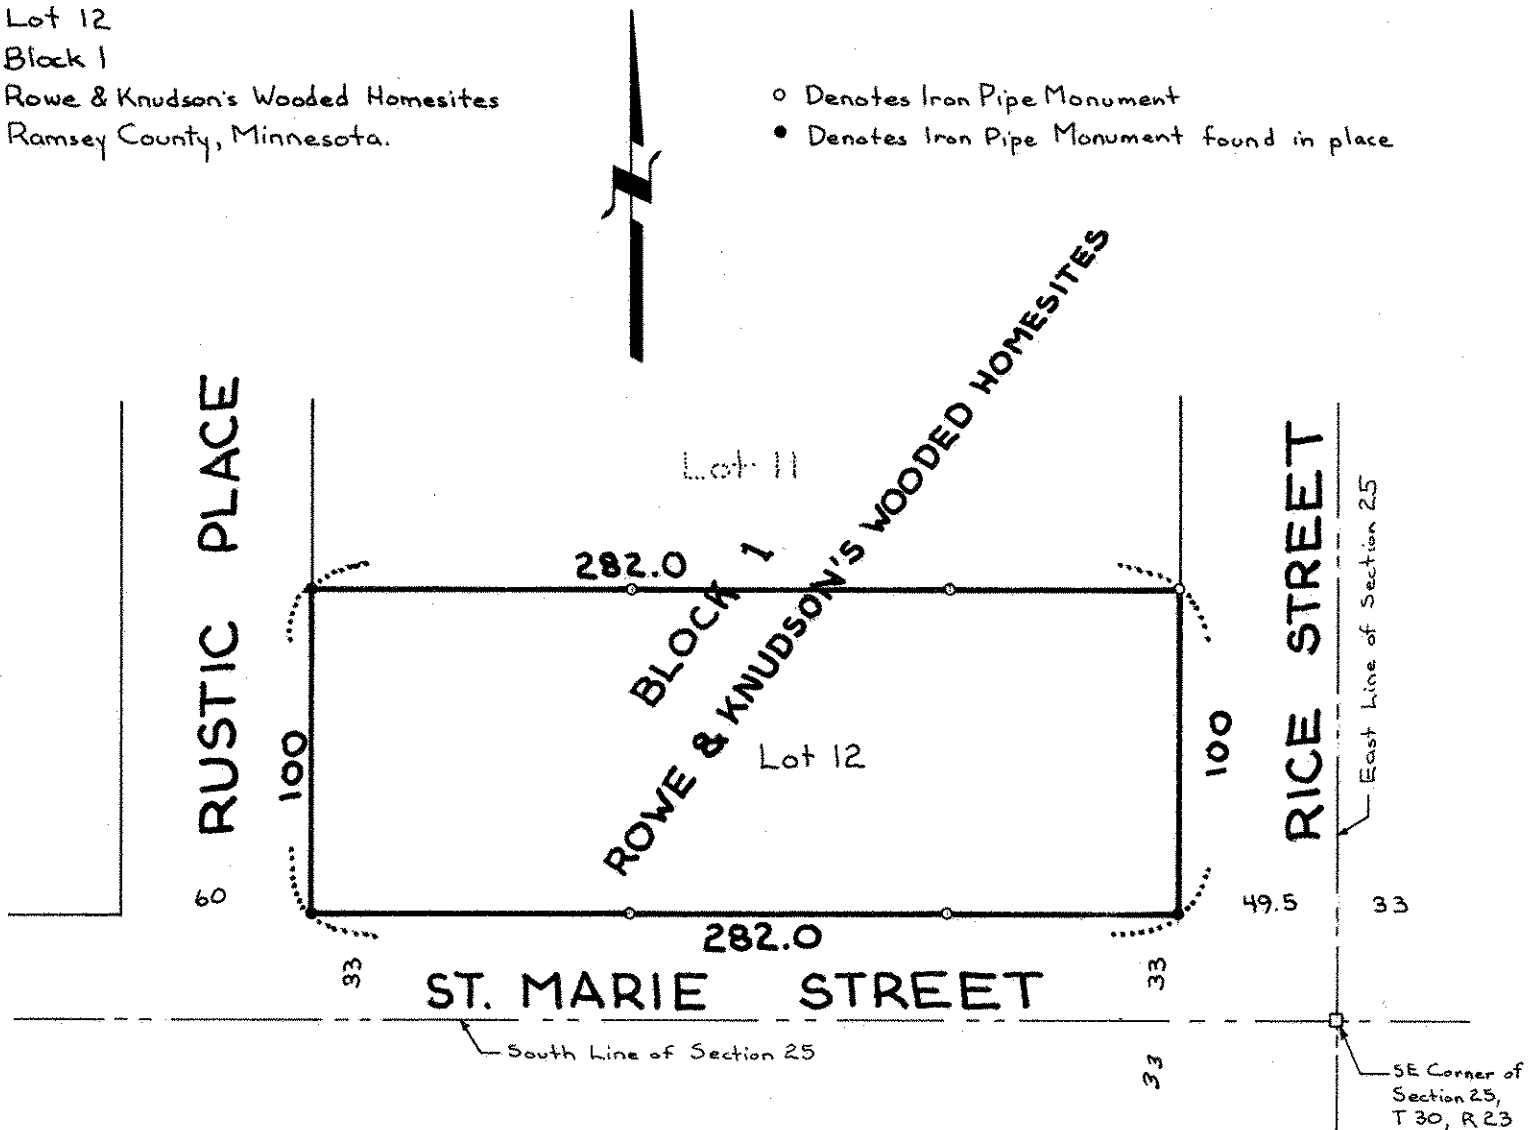 Lot 12
Block 1
Rowe & Knudson's Wooded Homesites
Ramsey County, Minnesota.
○ Denotes Iron Pipe Monument
● Denotes Iron Pipe Monument found in place
N
RUSTIC PLACE
Lot 11
BLOCK 1
ROWE & KNUDSON'S WOODED HOMESITES
RICE STREET
East Line of Section 25
282.0
100
Lot 12
100
60
49.5
33
282.0
33
33
ST. MARIE STREET
South Line of Section 25
33
SE Corner of
Section 25,
T 30, R 23